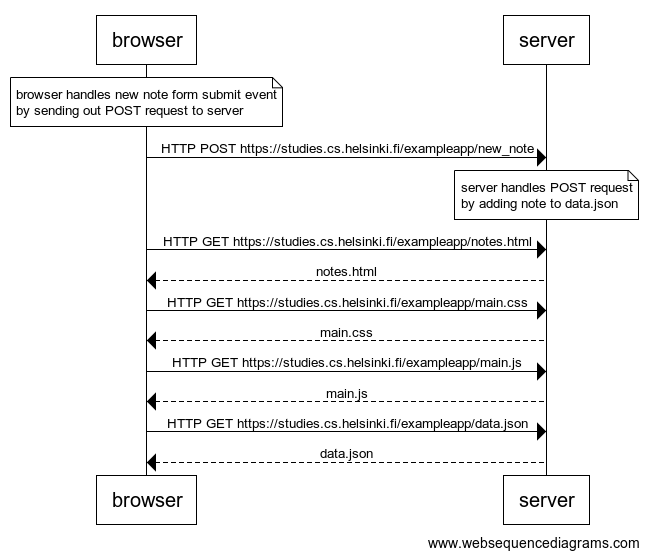 browser
server
browser handles new note form submit event
by sending out POST request to server
HTTP POST https://studies.cs.helsinki.fi/exampleapp/new_note
server handles POST request
by adding note to data.json
HTTP GET https://studies.cs.helsinki.fi/exampleapp/notes.html
notes.html
HTTP GET https://studies.cs.helsinki.fi/exampleapp/main.css
main.css
HTTP GET https://studies.cs.helsinki.fi/exampleapp/main.js
main.js
HTTP GET https://studies.cs.helsinki.fi/exampleapp/data.json
data.json
browser
server
www.websequencediagrams.com